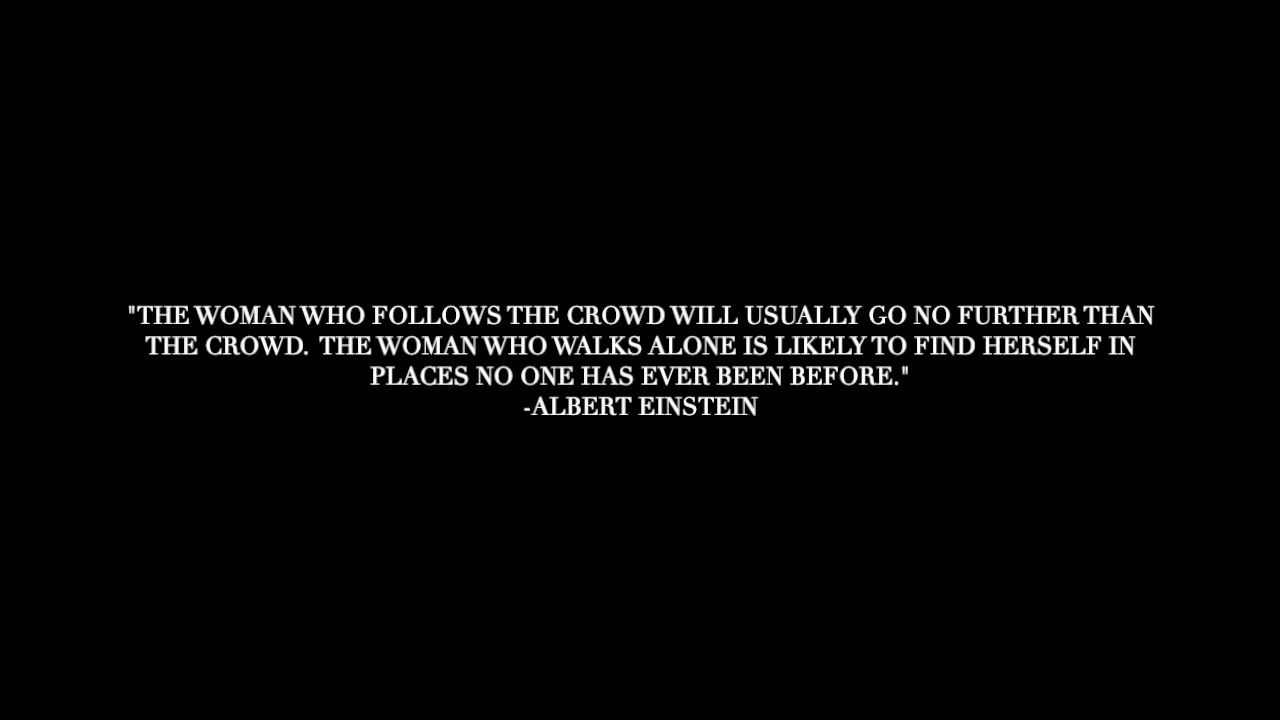 "THE WOMAN WHO FOLLOWS THE CROWD WILL USUALLY GO NO FURTHER THAN
THE CROWD. THE WOMAN WHO WALKS ALONE IS LIKELY TO FIND HERSELF IN
PLACES NO ONE HAS EVER BEEN BEFORE."
-ALBERT EINSTEIN